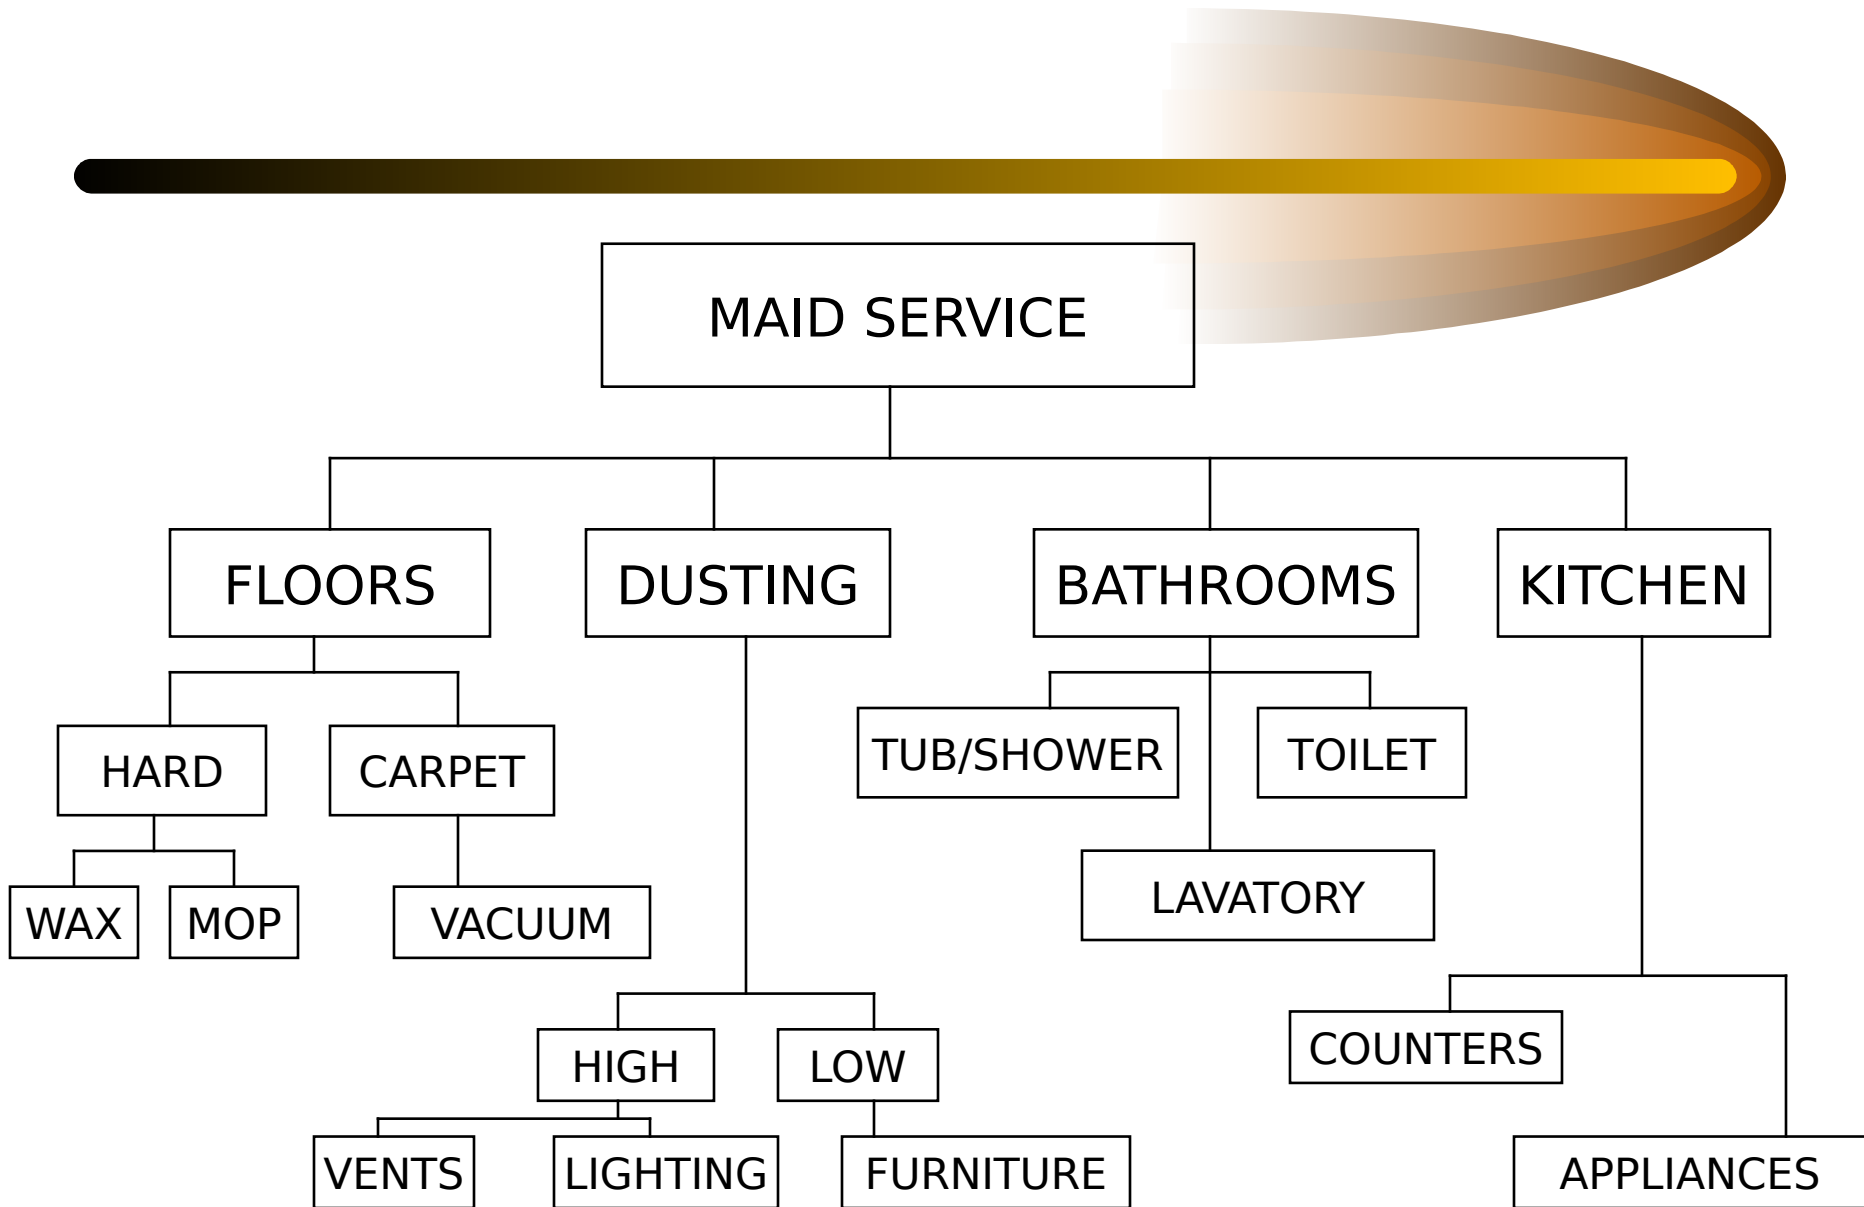 MAID SERVICE
FLOORS
DUSTING
BATHROOMS
KITCHEN
HARD
CARPET
TUB/SHOWER
TOILET
WAX
MOP
VACUUM
LAVATORY
HIGH
LOW
COUNTERS
VENTS
LIGHTING
FURNITURE
APPLIANCES